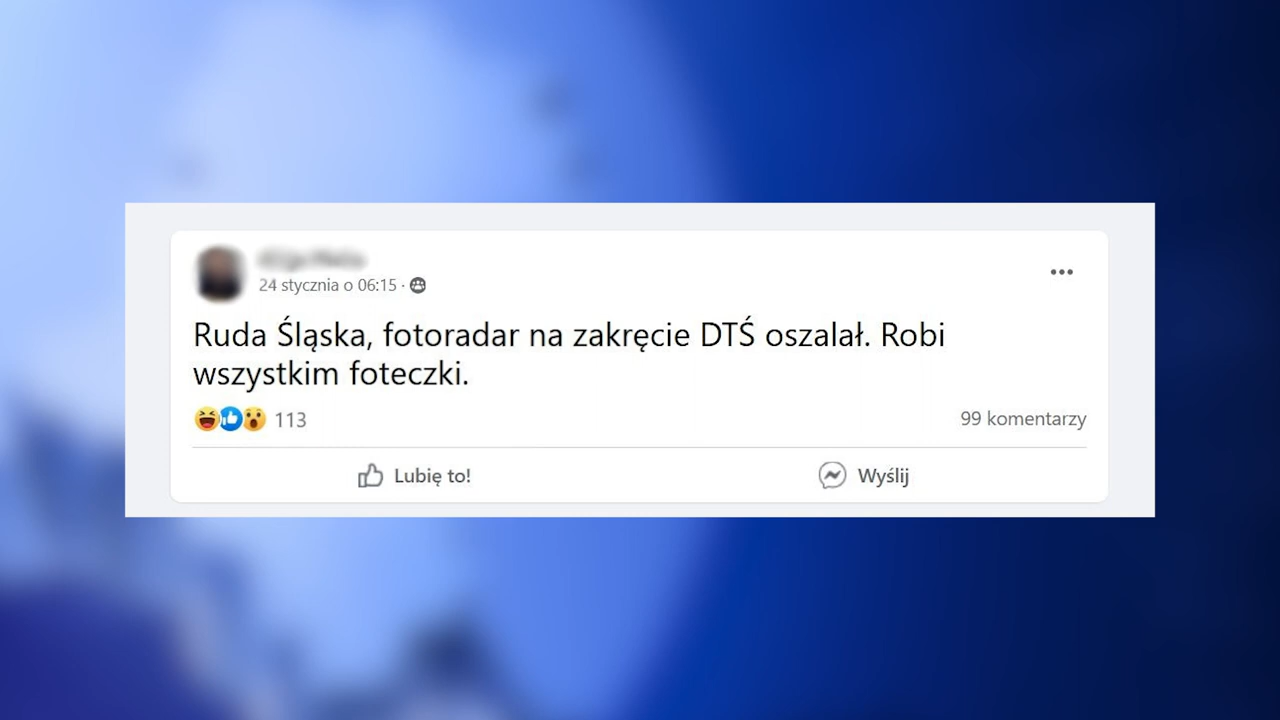 24 stycznia o 06:15 ·
Ruda Śląska, fotoradar na zakręcie DTŚ oszalał. Robi
wszystkim foteczki.
113
99 komentarzy
Lubię to!
Wyślij